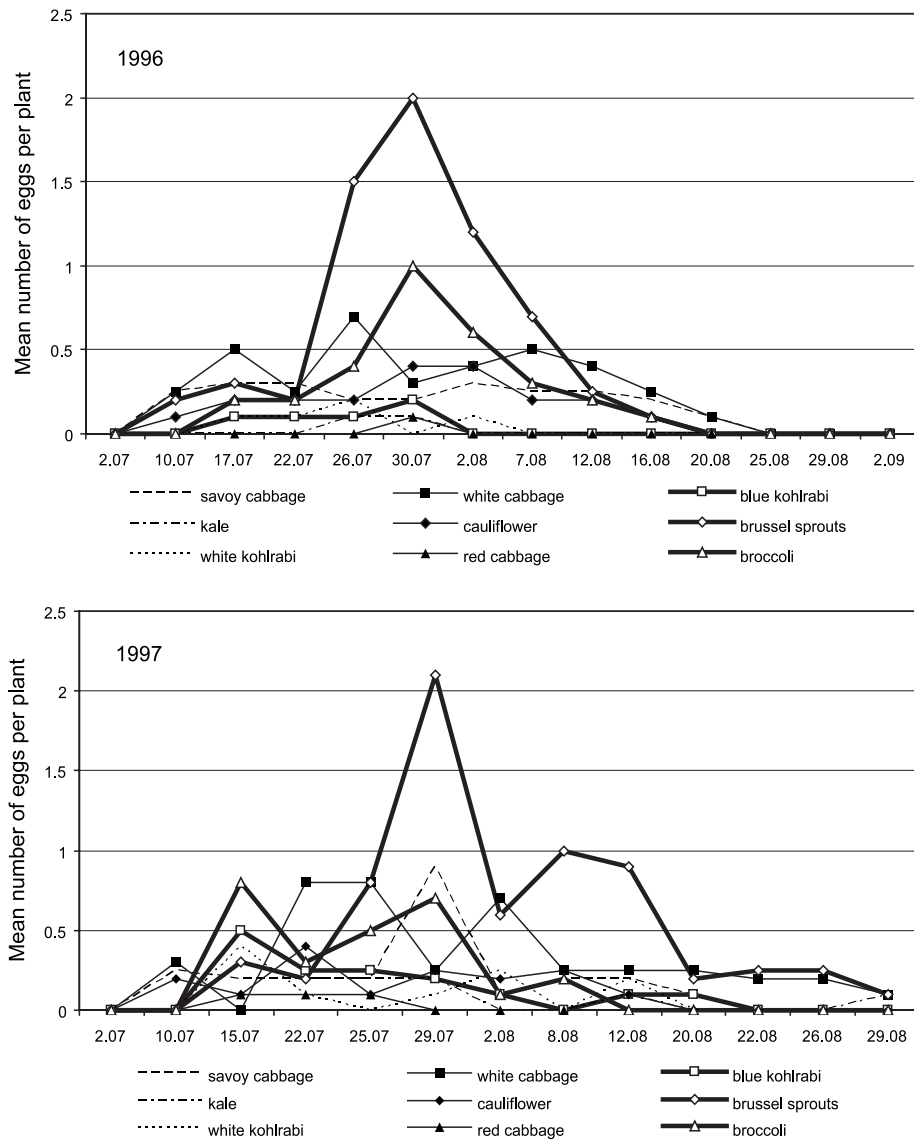 1996
Mean number of eggs per plant
2.5
2
1.5
1
0.5
0
2.07 10.07 17.07 22.07 26.07 30.07 2.08 7.08 12.08 16.08 20.08 25.08 29.08 2.09
savoy cabbage white cabbage blue kohlrabi
kale cauliflower brussel sprouts
white kohlrabi red cabbage broccoli
1997
Mean number of eggs per plant
2.5
2
1.5
1
0.5
0
2.07 10.07 15.07 22.07 25.07 29.07 2.08 8.08 12.08 20.08 22.08 26.08 29.08
savoy cabbage white cabbage blue kohlrabi
kale cauliflower brussel sprouts
white kohlrabi red cabbage broccoli